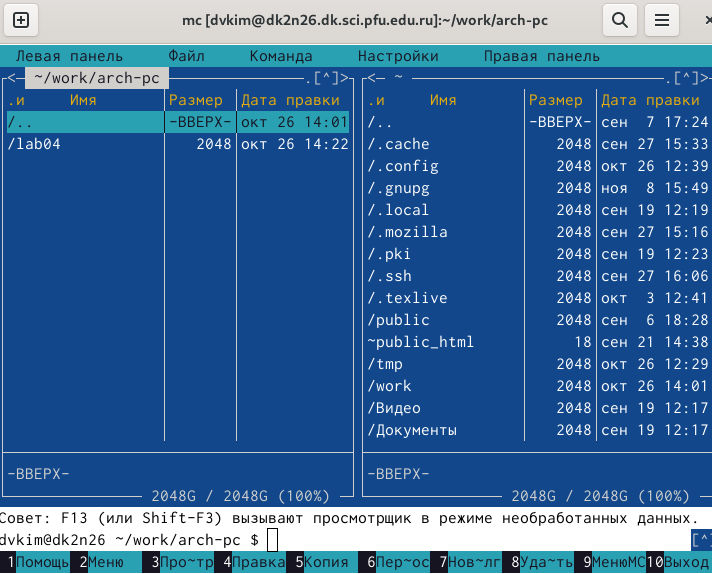 mc [dvkim@dk2n26.dk.sci.pfu.edu.ru]:~/work/arch-pc
Левая панель Файл Команда Настройки Правая панель
<─ ~/work/arch-pc .[^]> <─ ~ .[^]>
.и Имя Размер Дата правки .и Имя Размер Дата правки
/.. -ВВЕРХ- окт 26 14:01 /.. -ВВЕРХ- сен 7 17:24
/lab04 2048 окт 26 14:22 /.cache 2048 сен 27 15:33
/.config 2048 окт 26 12:39
/.gnupg 2048 ноя 8 15:49
/.local 2048 сен 19 12:19
/.mozilla 2048 сен 27 15:16
/.pki 2048 сен 19 12:23
/.ssh 2048 сен 27 16:06
/.texlive 2048 окт 3 12:41
/public 2048 сен 6 18:28
~public_html 18 сен 21 14:38
/tmp 2048 окт 26 12:29
/work 2048 окт 26 14:01
/Видео 2048 сен 19 12:17
/Документы 2048 сен 19 12:17
-ВВЕРХ- -ВВЕРХ-
2048G / 2048G (100%) 2048G / 2048G (100%)
Совет: F13 (или Shift-F3) вызывают просмотрщик в режиме необработанных данных.
dvkim@dk2n26 ~/work/arch-pc $ [^
1Помощь 2Меню 3Про~тр 4Правка 5Копия 6Пер~ос 7Нов~лг 8Уда~ть 9МенюМС 10Выход